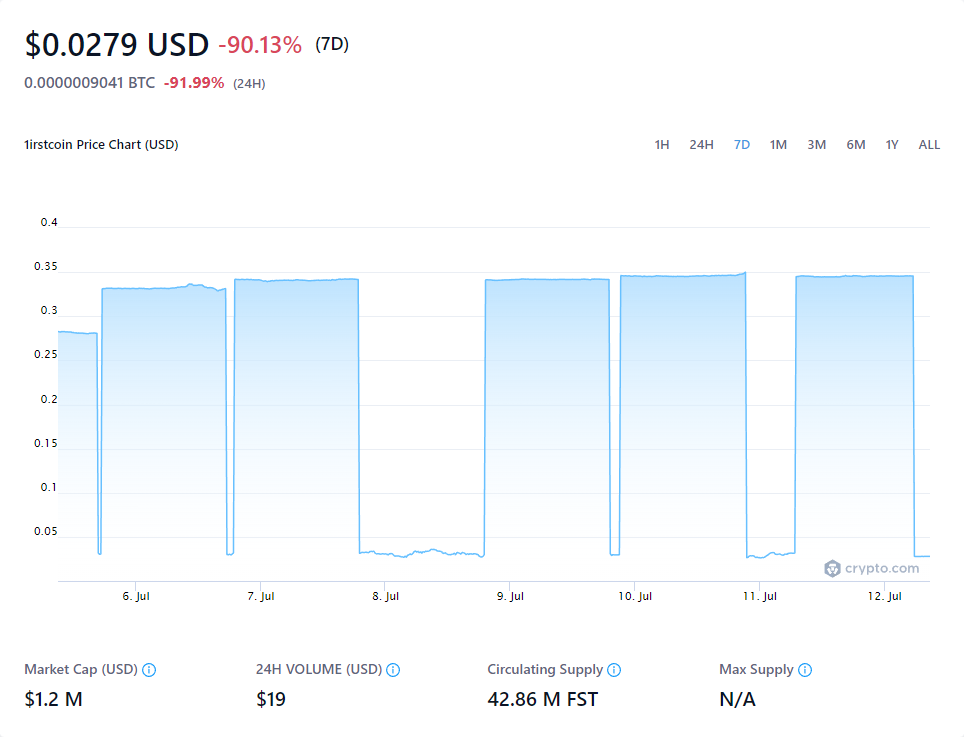 $0.0279 USD -90.13% (7D)
0.0000009041 BTC -91.99% (24H)
1irstcoin Price Chart (USD) 1H 24H 7D 1M 3M 6M 1Y ALL
0.4
0.35
0.3
0.25
0.2
0.15
0.1
0.05
crypto.com
6. Jul 7. Jul 8. Jul 9. Jul 10. Jul 11. Jul 12. Jul
Market Cap (USD) 24H VOLUME (USD) Circulating Supply Max Supply
$1.2 M $19 42.86 M FST N/A